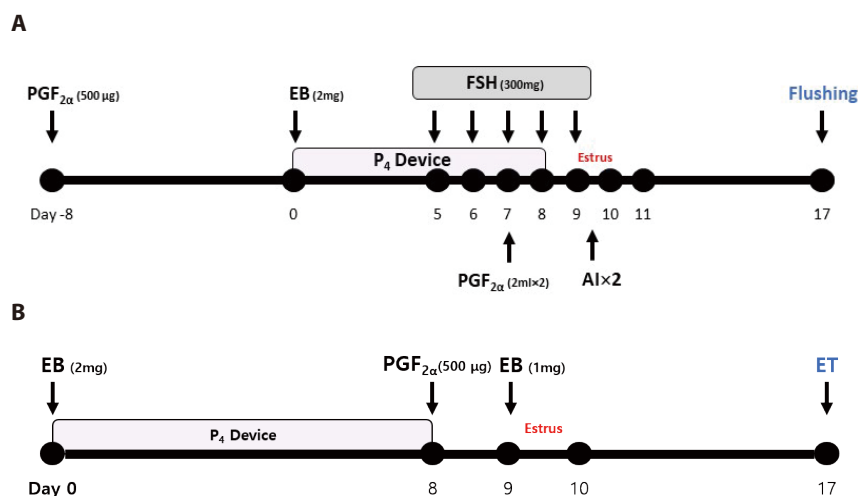 A
FSH (300mg)
PGF2α (500 μg)
EB (2mg)
Flushing
P4 Device
Estrus
Day -8
0
5
6
7
8
9
10
11
17
PGF2α (2ml×2)
AI×2
B
EB (2mg)
PGF2α(500 μg)
EB (1mg)
ET
P4 Device
Estrus
Day 0
8
9
10
17